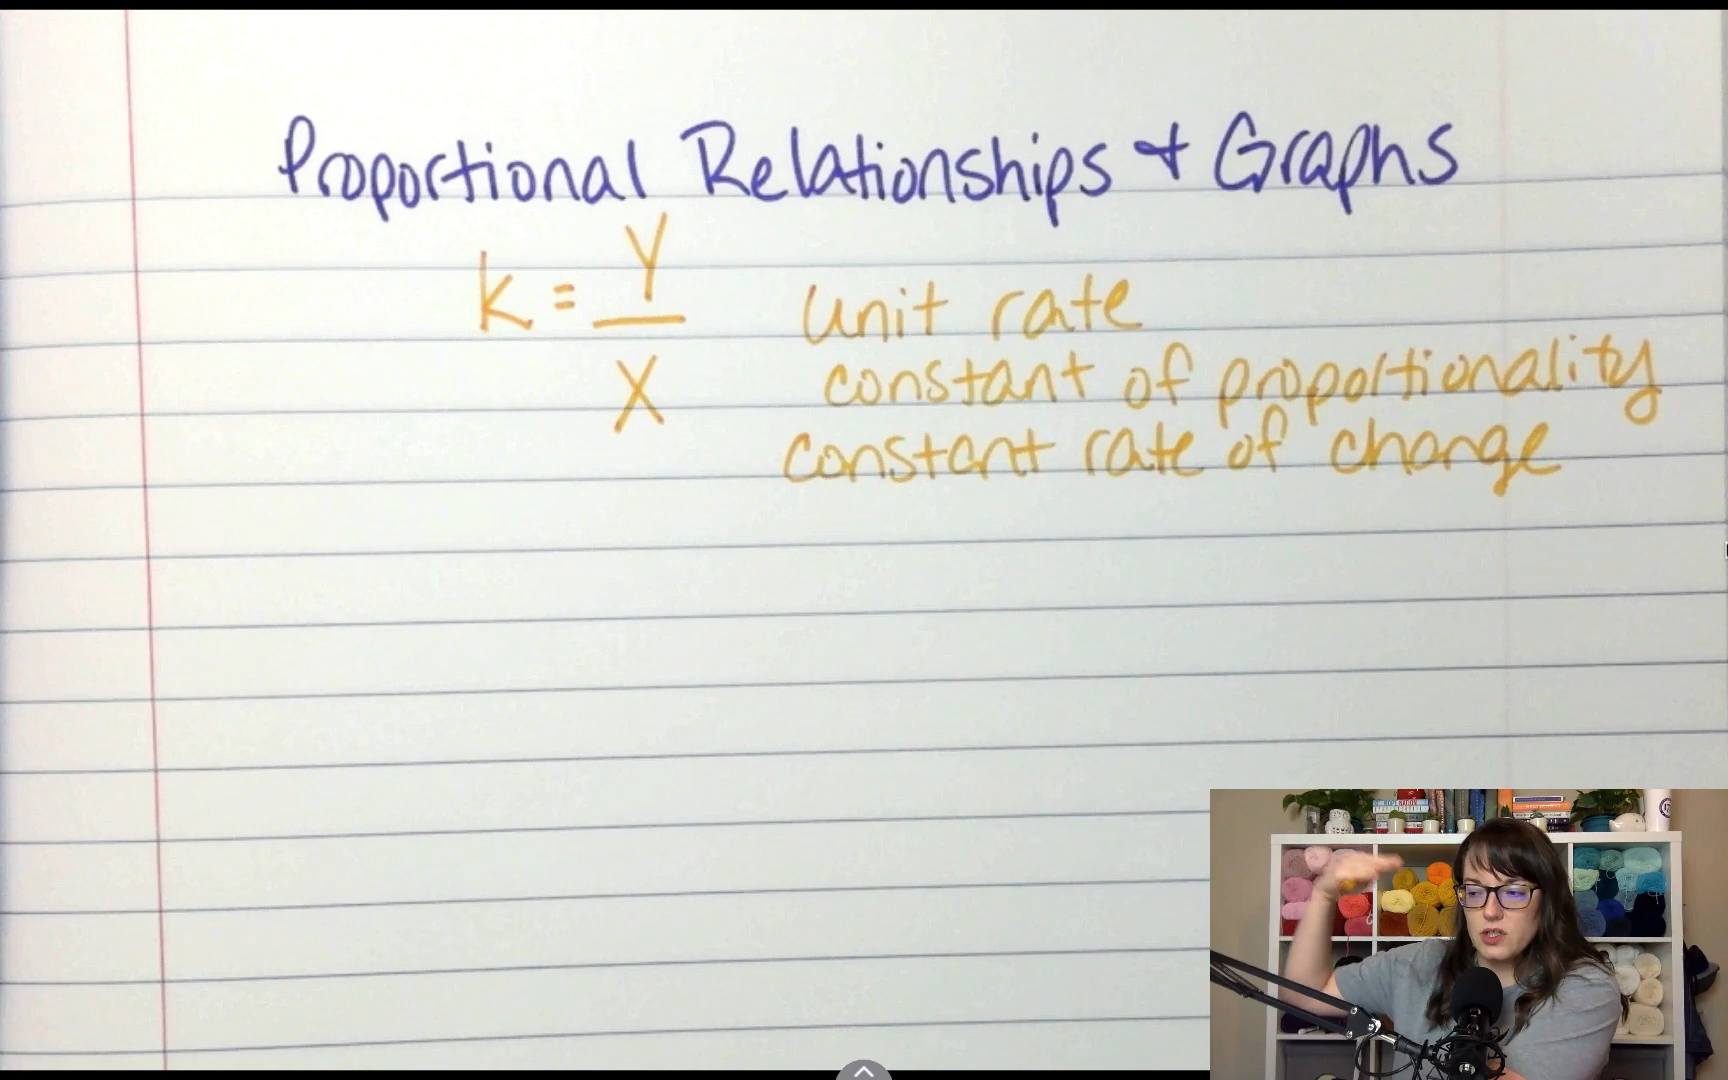 Proportional Relationships + Graphs
k = Y
X
unit rate
constant of proportionality
constant rate of change